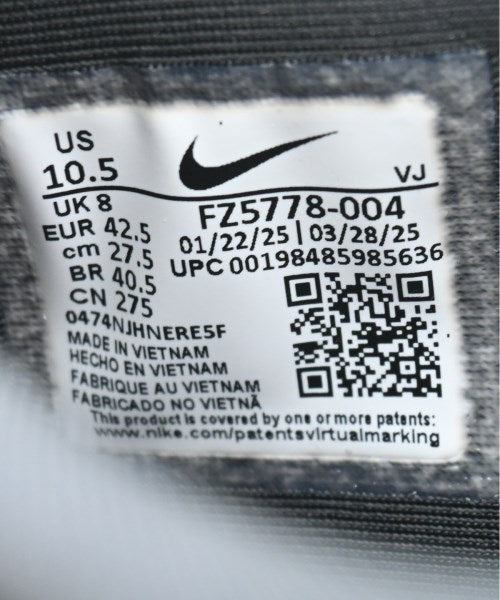 US
10.5
VJ
UK 8
EUR 42.5
cm 27.5
BR 40.5
CN 275
FZ5778-004
01/22/25 | 03/28/25
UPC 00198485985636
0474NJHNERE5F
MADE IN VIETNAM
HECHO EN VIETNAM
FABRIQUE AU VIETNAM
FABRICADO NO VIETNÃ
This product is covered by one or more patents:
www.nike.com/patentsvirtualmarking